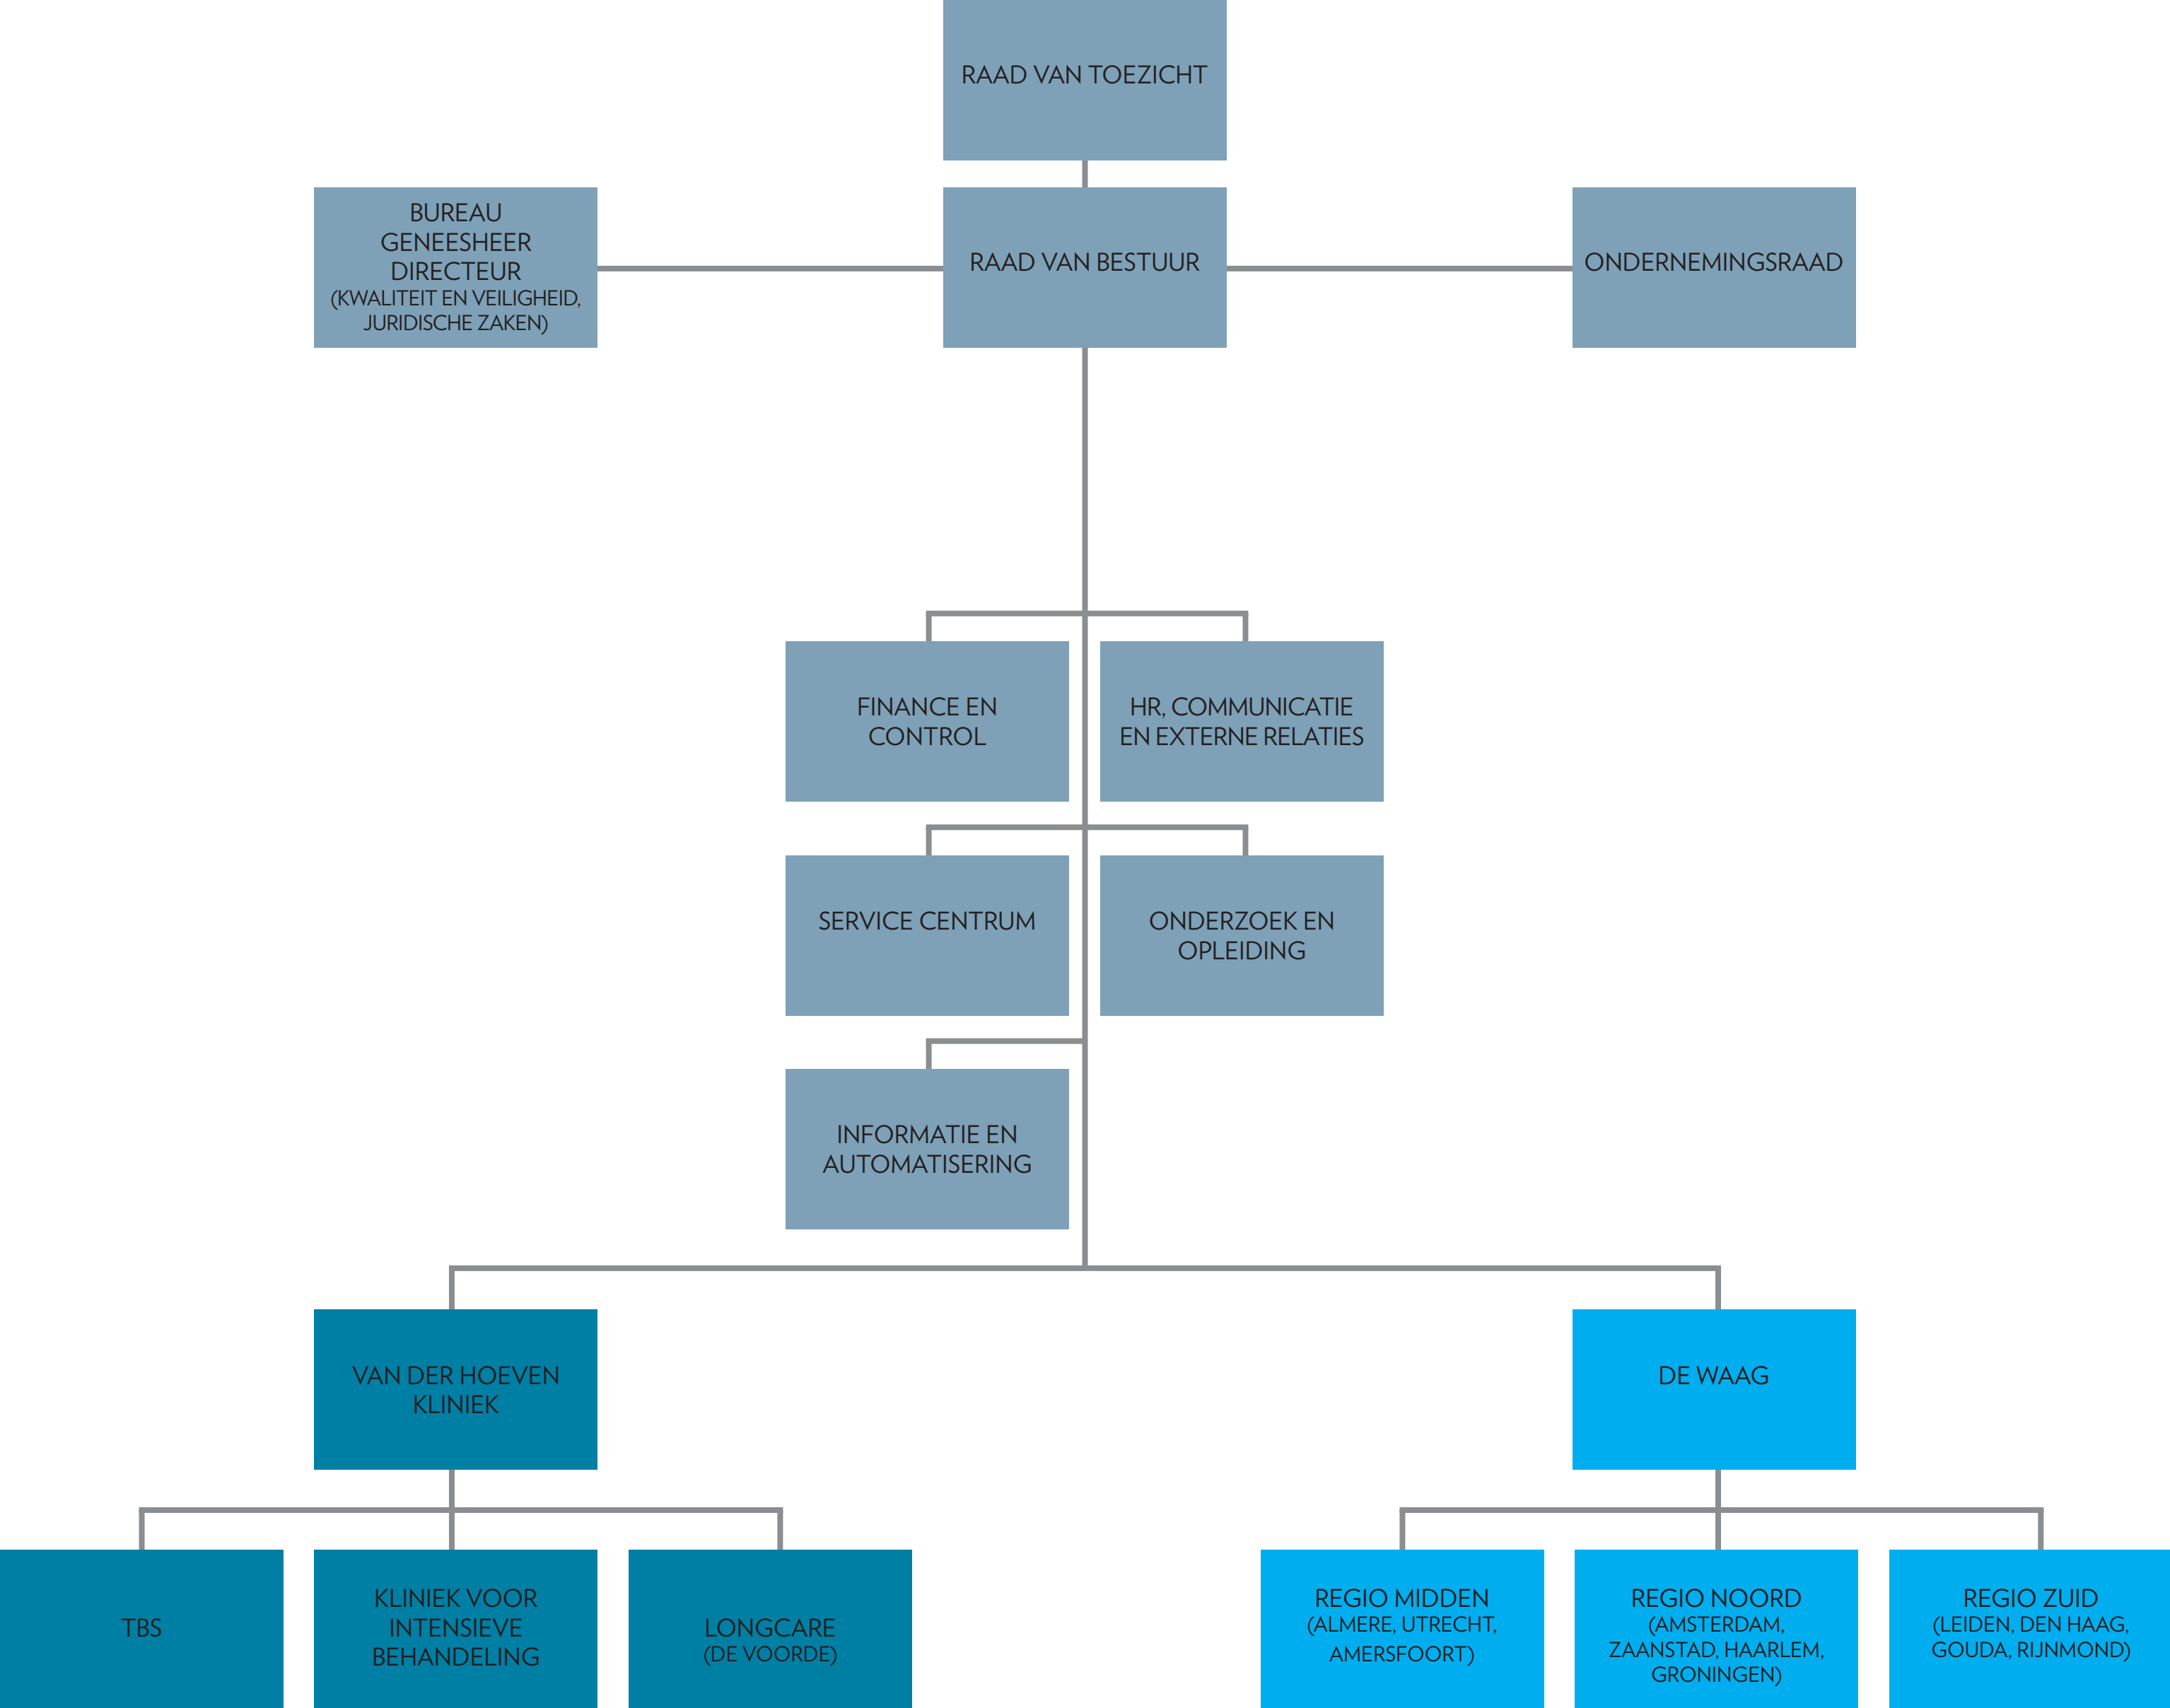 RAAD VAN TOEZICHT
BUREAU
GENEESHEER
DIRECTEUR
(KWALITEIT EN VEILIGHEID,
JURIDISCHE ZAKEN)
RAAD VAN BESTUUR
ONDERNEMINGSRAAD
FINANCE EN
CONTROL
HR, COMMUNICATIE
EN EXTERNE RELATIES
SERVICE CENTRUM
ONDERZOEK EN
OPLEIDING
INFORMATIE EN
AUTOMATISERING
VAN DER HOEVEN
KLINIEK
DE WAAG
TBS
KLINIEK VOOR
INTENSIEVE
BEHANDELING
LONGCARE
(DE VOORDE)
REGIO MIDDEN
(ALMERE, UTRECHT,
AMERSFOORT)
REGIO NOORD
(AMSTERDAM,
ZAANSTAD, HAARLEM,
GRONINGEN)
REGIO ZUID
(LEIDEN, DEN HAAG,
GOUDA, RIJNMOND)